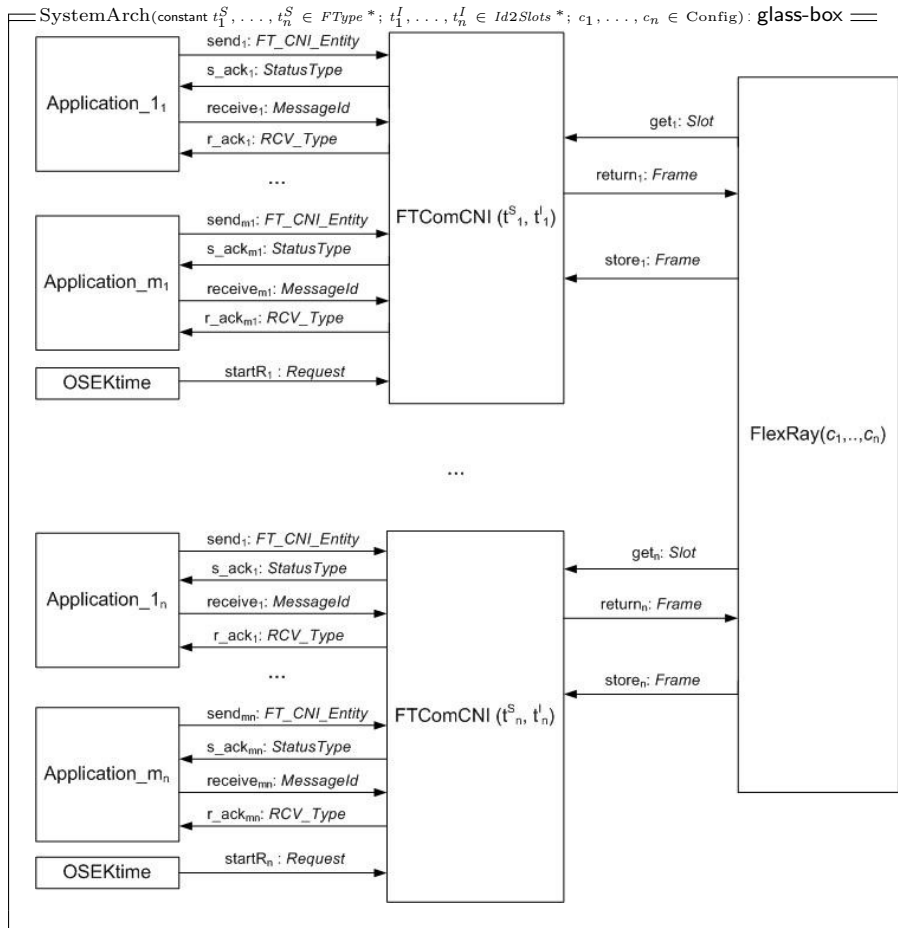 SystemArch(constant t₁ˢ, . . . , tₙˢ ∈ FType *; t₁ᴵ, . . . , tₙᴵ ∈ Id2Slots *; c₁, . . . , cₙ ∈ Config) : glass-box
send₁: FT_CNI_Entity
s_ack₁: StatusType
Application_1₁
receive₁: MessageId
r_ack₁: RCV_Type
...
get₁: Slot
return₁: Frame
send_m1: FT_CNI_Entity
FTComCNI (tˢ₁, tᴵ₁)
s_ack_m1: StatusType
store₁: Frame
Application_m₁
receive_m1: MessageId
r_ack_m1: RCV_Type
OSEKtime
startR₁ : Request
FlexRay(c₁,..,cₙ)
...
send₁: FT_CNI_Entity
get_n: Slot
s_ack₁: StatusType
Application_1ₙ
receive₁: MessageId
returnₙ: Frame
r_ack₁: RCV_Type
...
storeₙ: Frame
send_mn: FT_CNI_Entity
FTComCNI (tˢₙ, tᴵₙ)
s_ack_mn: StatusType
Application_mₙ
receive_mn: MessageId
r_ack_mn: RCV_Type
OSEKtime
startRₙ : Request